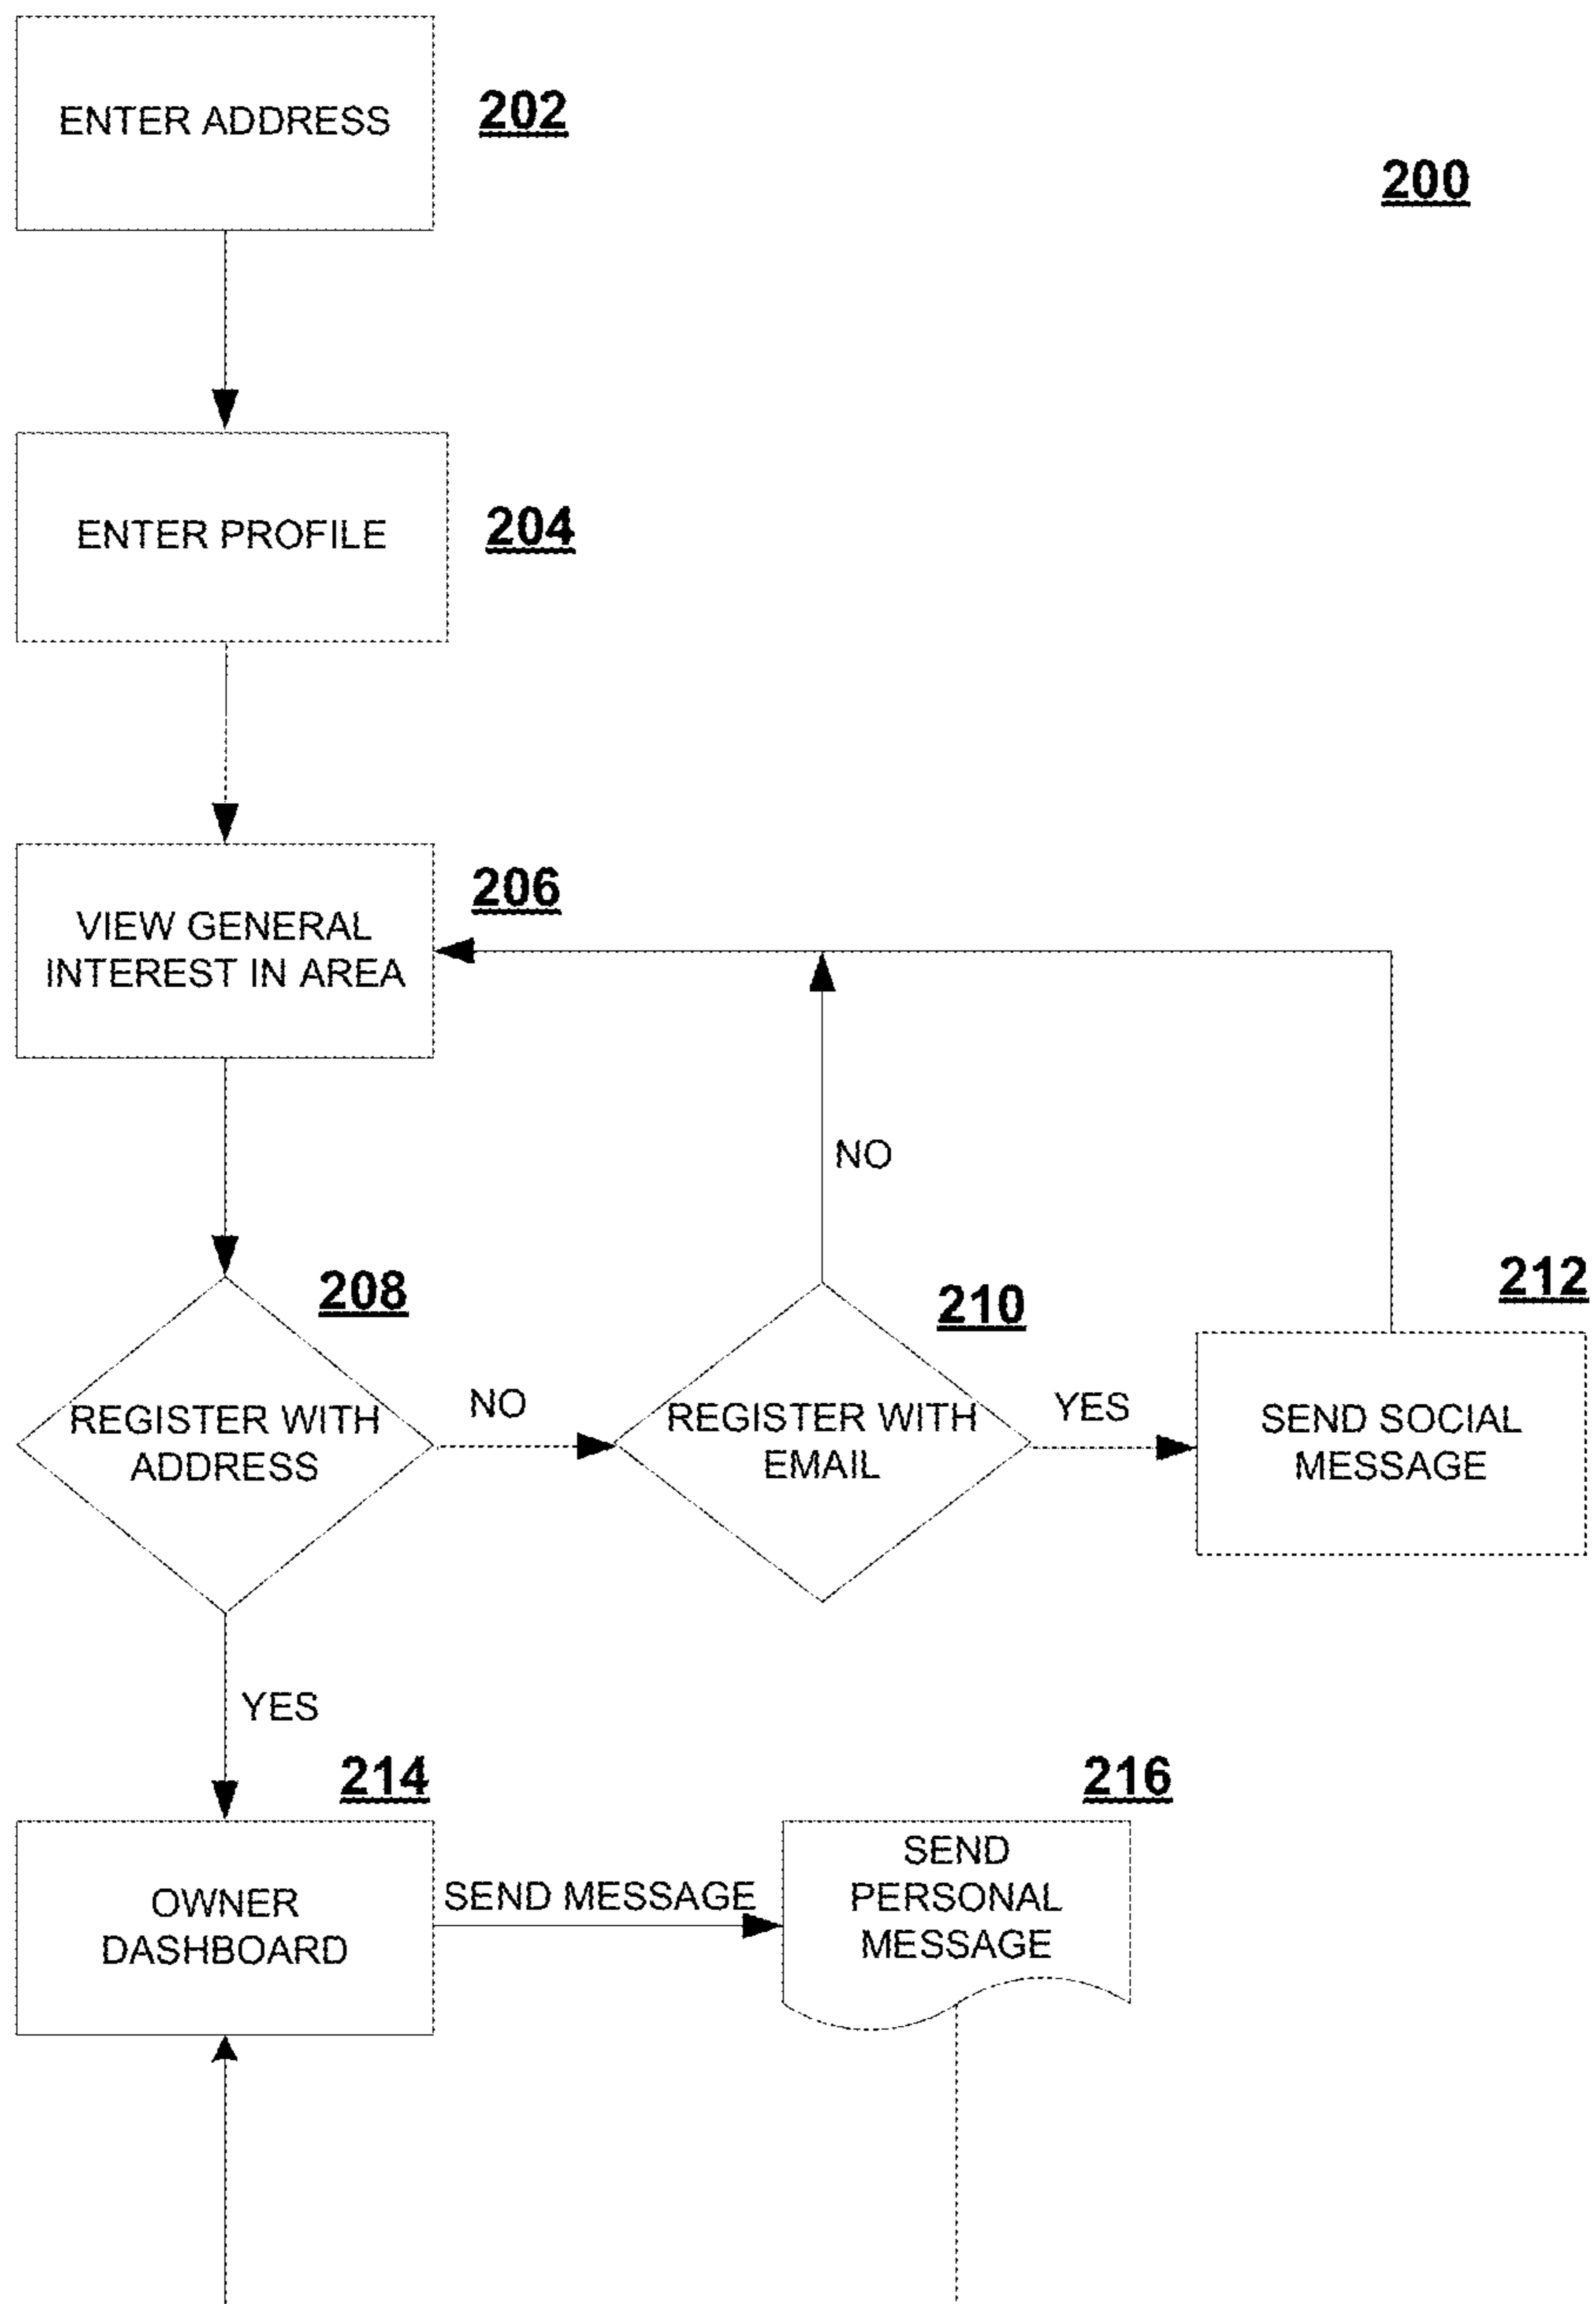 ENTER ADDRESS
202
200
ENTER PROFILE
204
VIEW GENERAL
INTEREST IN AREA
206
NO
208
REGISTER WITH
ADDRESS
NO
210
REGISTER WITH
EMAIL
YES
212
SEND SOCIAL
MESSAGE
YES
214
OWNER
DASHBOARD
SEND MESSAGE
216
SEND
PERSONAL
MESSAGE